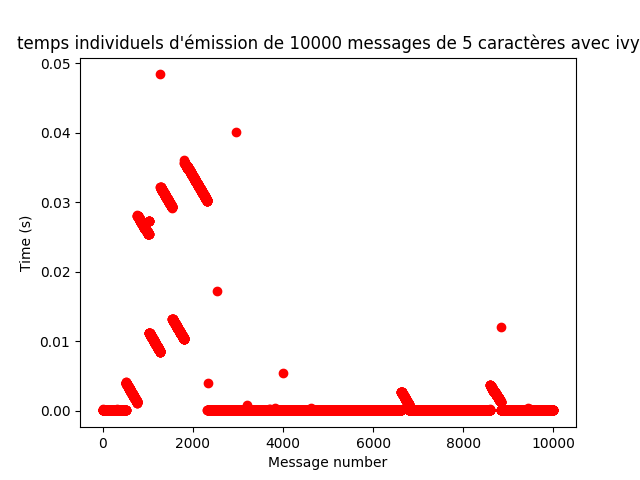 temps individuels d'émission de 10000 messages de 5 caractères avec ivy
0.05
0.04
0.03
0.02
0.01
0.00
Time (s)
0 2000 4000 6000 8000 10000
Message number